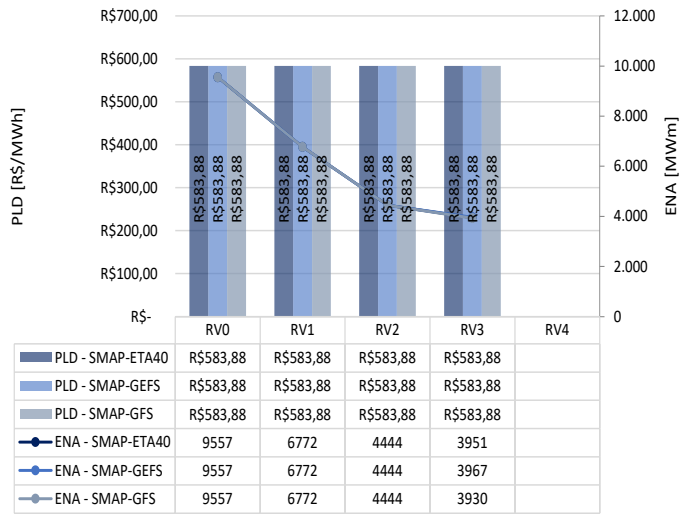 R$700,00
R$600,00
R$500,00
R$400,00
R$300,00
R$200,00
R$100,00
R$-
PLD [R$/MWh]
R$583,88 R$583,88 R$583,88
R$583,88 R$583,88 R$583,88
R$583,88 R$583,88 R$583,88
R$583,88 R$583,88 R$583,88
12.000
10.000
8.000
6.000
4.000
2.000
0
ENA [MWm]
RV0 RV1 RV2 RV3 RV4
PLD - SMAP-ETA40 R$583,88 R$583,88 R$583,88 R$583,88
PLD - SMAP-GEFS R$583,88 R$583,88 R$583,88 R$583,88
PLD - SMAP-GFS R$583,88 R$583,88 R$583,88 R$583,88
ENA - SMAP-ETA40 9557 6772 4444 3951
ENA - SMAP-GEFS 9557 6772 4444 3967
ENA - SMAP-GFS 9557 6772 4444 3930